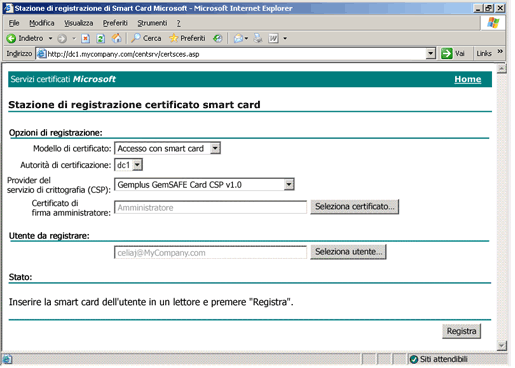 Stazione di registrazione di Smart Card Microsoft - Microsoft Internet Explorer
File Modifica Visualizza Preferiti Strumenti ?
Indietro Cerca Preferiti
Indirizzo http://dc1.mycompany.com/centsrv/certsces.asp Vai Links »
Servizi certificati Microsoft Home
Stazione di registrazione certificato smart card
Opzioni di registrazione:
Modello di certificato: Accesso con smart card
Autorità di certificazione: dc1
Provider del
servizio di crittografia (CSP): Gemplus GemSAFE Card CSP v1.0
Certificato di
firma amministratore: Amministratore Seleziona certificato...
Utente da registrare:
celiaj@MyCompany.com Seleziona utente...
Stato:
Inserire la smart card dell'utente in un lettore e premere "Registra".
Registra
Siti attendibili